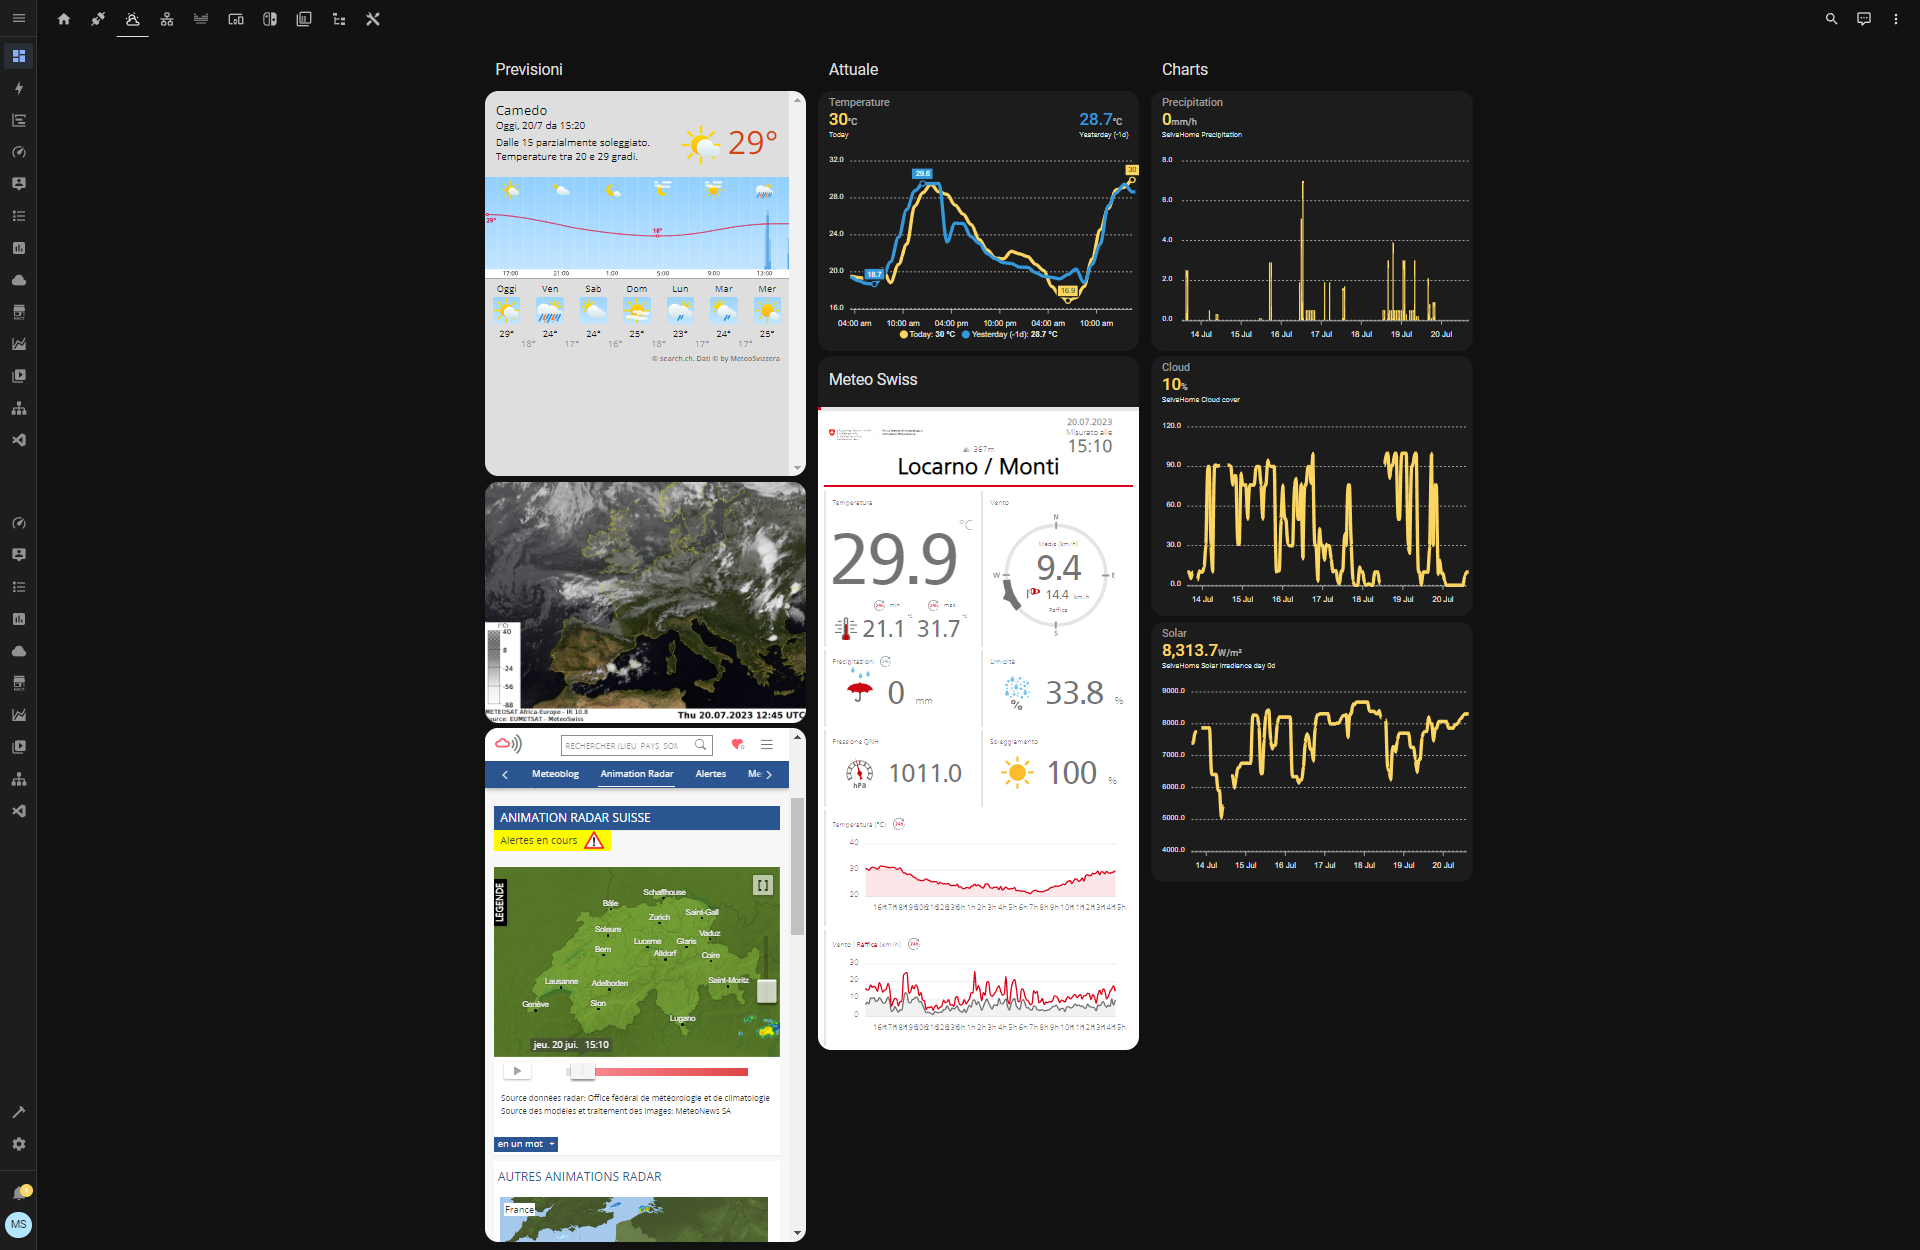 Previsioni
Camedo
Oggi, 20/7 da 15:20
Dalle 15 parzialmente soleggiato.
Temperature tra 20 e 29 gradi.
29°
29°
18°
17:00 21:00 1:00 5:00 9:00 13:00
Oggi Ven Sab Dom Lun Mar Mer
29° 24° 24° 25° 23° 24° 25°
18° 17° 16° 18° 17° 17°
© search.ch. Dati © by MeteoSvizzera
[°C]
40
8
-24
-56
-88
METEOSAT Africa-Europe - IR 10.8
ource: EUMETSAT - MeteoSwiss
Thu 20.07.2023 12:45 UTC
RECHERCHER (LIEU, PAYS, SOM
0
Meteoblog Animation Radar Alertes Me
ANIMATION RADAR SUISSE
Alertes en cours
LÉGENDE
Schaffhouse
Bâle
Zurich
Saint-Gall
Soleure
Vaduz
Lucerne
Glaris
Bern
Altdorf
Coire
Lausanne
Adelboden
Saint-Moritz
Genève
Sion
Lugano
jeu. 20 jui. 15:10
Source données radar: Office fédéral de météorologie et de climatologie
Source des modèles et traitement des images: MeteoNews SA
en un mot +
AUTRES ANIMATIONS RADAR
France
Attuale
Temperature
30°C
Today
28.7°C
Yesterday (-1d)
32.0
28.0
24.0
20.0
16.0
29.6
18.7
16.9
30
04:00 am 10:00 am 04:00 pm 10:00 pm 04:00 am 10:00 am
Today: 30 °C Yesterday (-1d): 28.7 °C
Meteo Swiss
20.07.2023
Misurato alle
15:10
367m
Locarno / Monti
Temperatura
29.9 °C
24h min 24h max
21.1 ° 31.7 °
Vento
N
W
E
S
Media (km/h)
9.4
14.4 km/h
Raffica
Precipitazioni 24h
0 mm
Umidità
33.8 %
Pressione QNH
hPa
1011.0
Soleggiamento
100 %
Temperatura (°C) 24h
40
30
20
Vento | Raffica (km/h) 24h
30
20
10
0
Charts
Precipitation
0mm/h
SelvaHome Precipitation
8.0
6.0
4.0
2.0
0.0
14 Jul 15 Jul 16 Jul 17 Jul 18 Jul 19 Jul 20 Jul
Cloud
10%
SelvaHome Cloud cover
120.0
90.0
60.0
30.0
0.0
14 Jul 15 Jul 16 Jul 17 Jul 18 Jul 19 Jul 20 Jul
Solar
8,313.7W/m²
SelvaHome Solar irradiance day 0d
9000.0
8000.0
7000.0
6000.0
5000.0
4000.0
14 Jul 15 Jul 16 Jul 17 Jul 18 Jul 19 Jul 20 Jul
MS